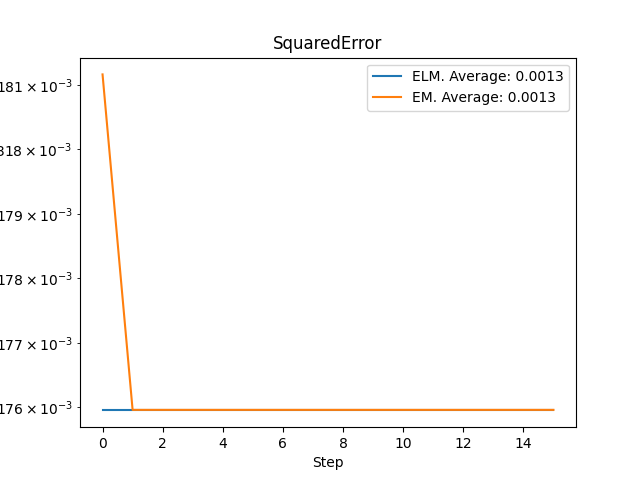 SquaredError
ELM. Average: 0.0013
EM. Average: 0.0013
181 × 10⁻³
318 × 10⁻³
179 × 10⁻³
178 × 10⁻³
177 × 10⁻³
176 × 10⁻³
0 2 4 6 8 10 12 14
Step